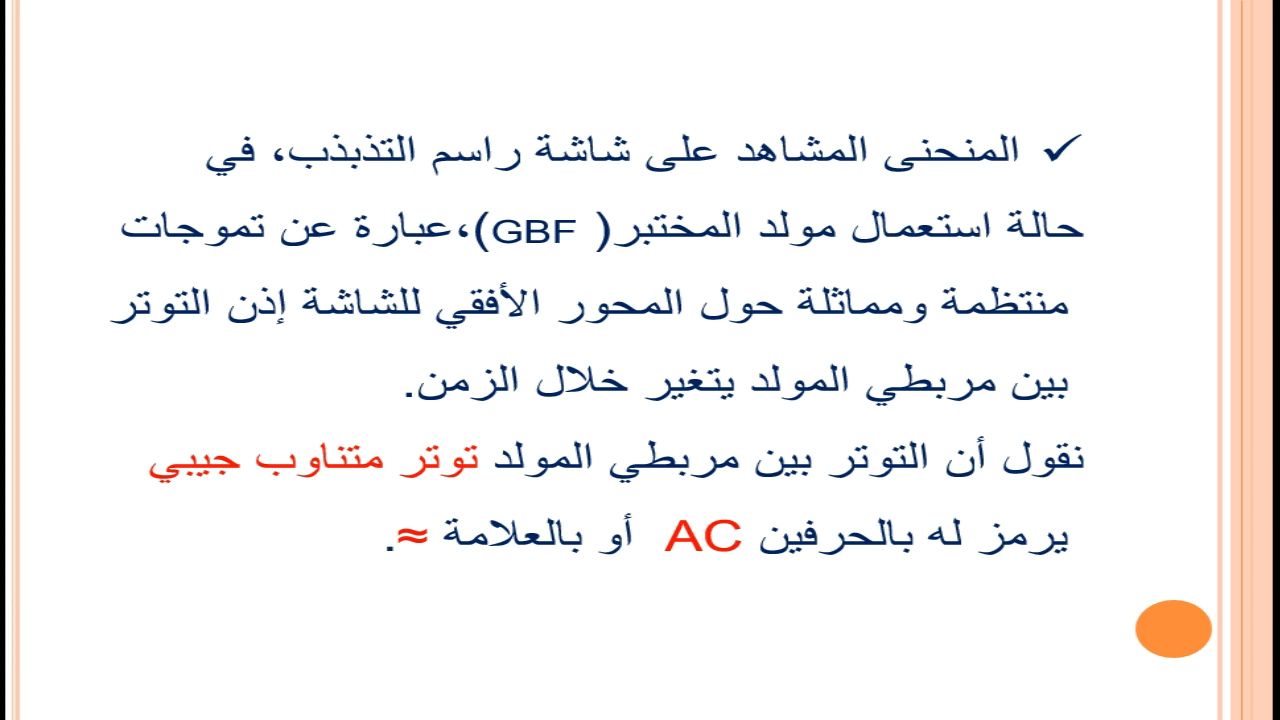 ✓ المنحنى المشاهد على شاشة راسم التذبذب، في
حالة استعمال مولد المختبر( GBF)،عبارة عن تموجات
منتظمة ومماثلة حول المحور الأفقي للشاشة إذن التوتر
بين مربطي المولد يتغير خلال الزمن.
نقول أن التوتر بين مربطي المولد توتر متناوب جيبي
يرمز له بالحرفين AC أو بالعلامة ≈.